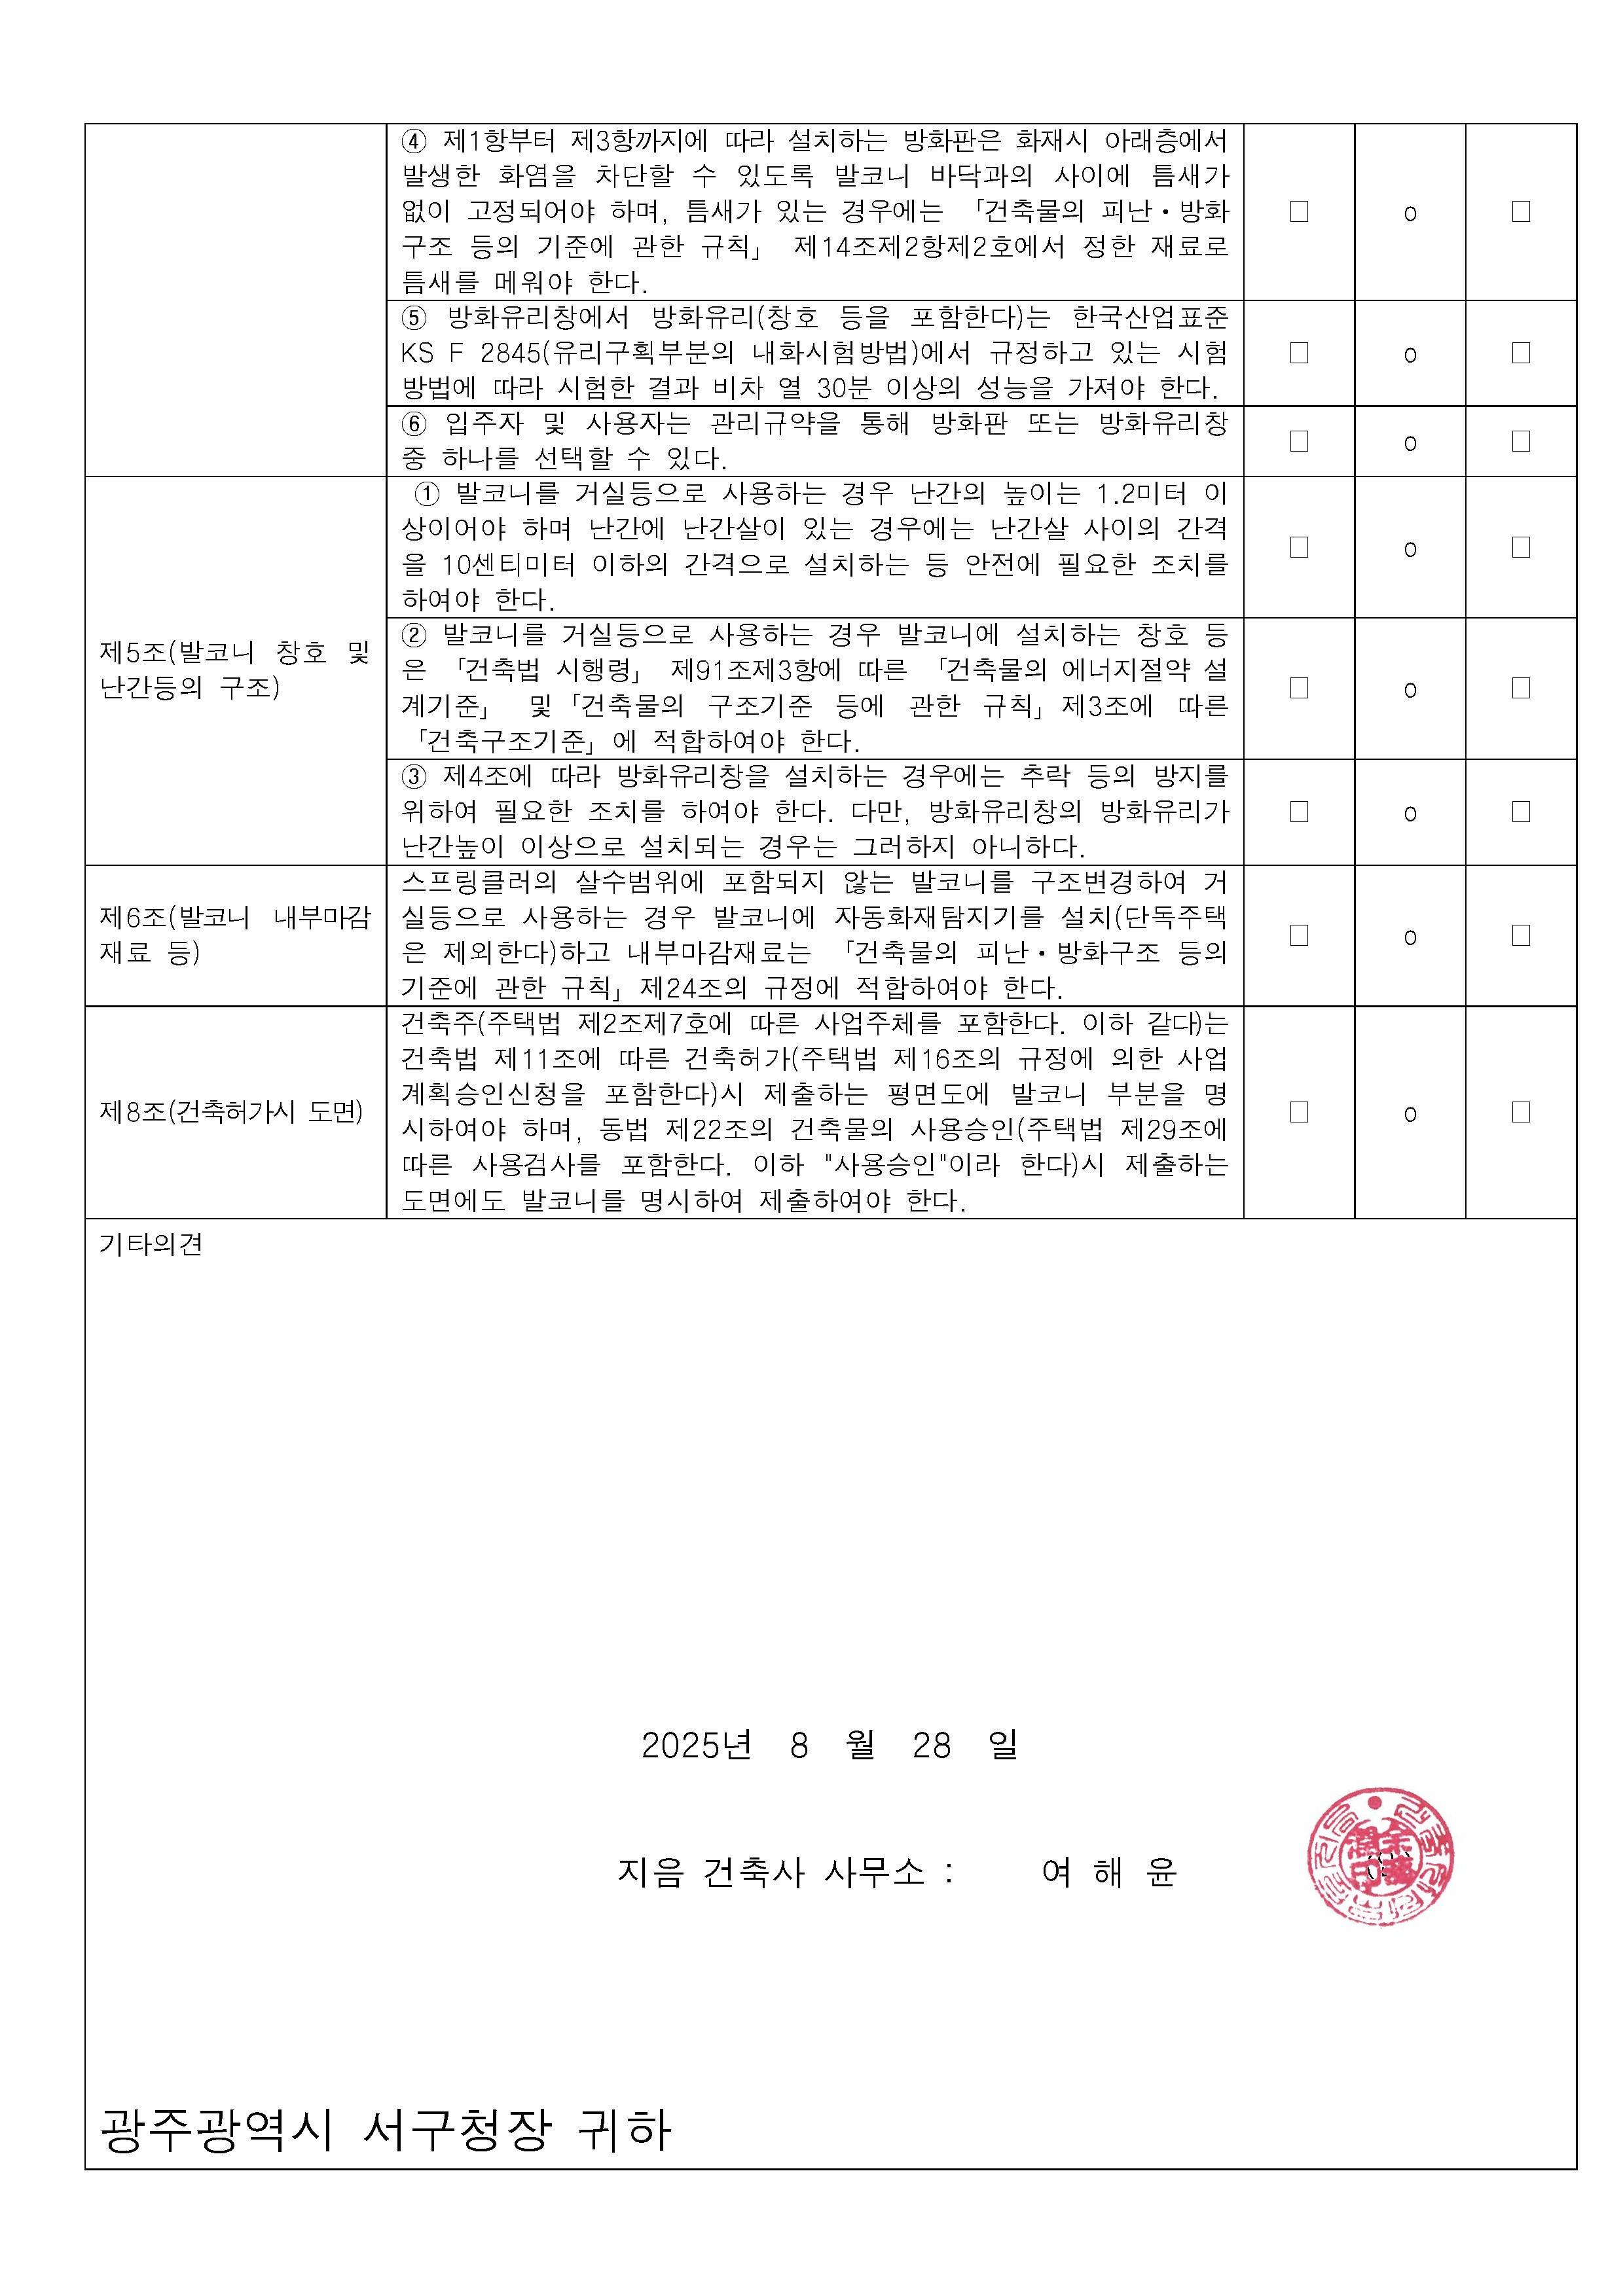 ④ 제1항부터 제3항까지에 따라 설치하는 방화판은 화재시 아래층에서
발생한 화염을 차단할 수 있도록 발코니 바닥과의 사이에 틈새가
없이 고정되어야 하며, 틈새가 있는 경우에는 「건축물의 피난·방화
구조 등의 기준에 관한 규칙」 제14조제2항제2호에서 정한 재료로
틈새를 메워야 한다.
□ o □
⑤ 방화유리창에서 방화유리(창호 등을 포함한다)는 한국산업표준
KS F 2845(유리구획부분의 내화시험방법)에서 규정하고 있는 시험
방법에 따라 시험한 결과 비차 열 30분 이상의 성능을 가져야 한다.
□ o □
⑥ 입주자 및 사용자는 관리규약을 통해 방화판 또는 방화유리창
중 하나를 선택할 수 있다.
□ o □
제5조(발코니 창호 및
난간등의 구조)
① 발코니를 거실등으로 사용하는 경우 난간의 높이는 1.2미터 이
상이어야 하며 난간에 난간살이 있는 경우에는 난간살 사이의 간격
을 10센티미터 이하의 간격으로 설치하는 등 안전에 필요한 조치를
하여야 한다.
□ o □
② 발코니를 거실등으로 사용하는 경우 발코니에 설치하는 창호 등
은 「건축법 시행령」 제91조제3항에 따른 「건축물의 에너지절약 설
계기준」 및「건축물의 구조기준 등에 관한 규칙」제3조에 따른
「건축구조기준」에 적합하여야 한다.
□ o □
③ 제4조에 따라 방화유리창을 설치하는 경우에는 추락 등의 방지를
위하여 필요한 조치를 하여야 한다. 다만, 방화유리창의 방화유리가
난간높이 이상으로 설치되는 경우는 그러하지 아니하다.
□ o □
제6조(발코니 내부마감
재료 등)
스프링클러의 살수범위에 포함되지 않는 발코니를 구조변경하여 거
실등으로 사용하는 경우 발코니에 자동화재탐지기를 설치(단독주택
은 제외한다)하고 내부마감재료는 「건축물의 피난·방화구조 등의
기준에 관한 규칙」제24조의 규정에 적합하여야 한다.
□ o □
제8조(건축허가시 도면)
건축주(주택법 제2조제7호에 따른 사업주체를 포함한다. 이하 같다)는
건축법 제11조에 따른 건축허가(주택법 제16조의 규정에 의한 사업
계획승인신청을 포함한다)시 제출하는 평면도에 발코니 부분을 명
시하여야 하며, 동법 제22조의 건축물의 사용승인(주택법 제29조에
따른 사용검사를 포함한다. 이하 "사용승인"이라 한다)시 제출하는
도면에도 발코니를 명시하여 제출하여야 한다.
□ o □
기타의견
2025년 8 월 28 일
지음 건축사 사무소 : 여 해 윤
광주광역시 서구청장 귀하